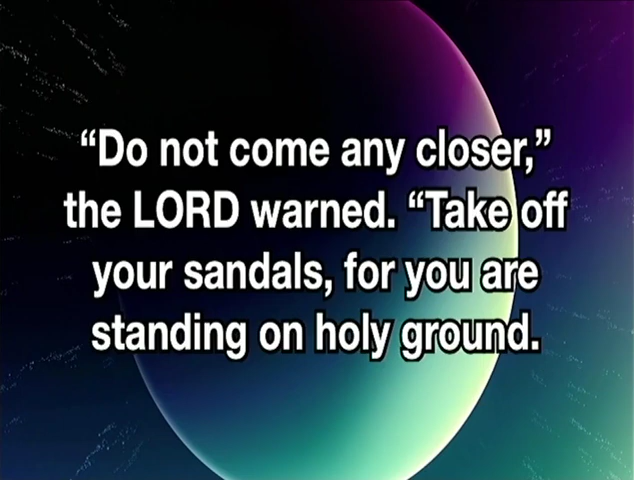 “Do not come any closer,”
the LORD warned. “Take off
your sandals, for you are
standing on holy ground.